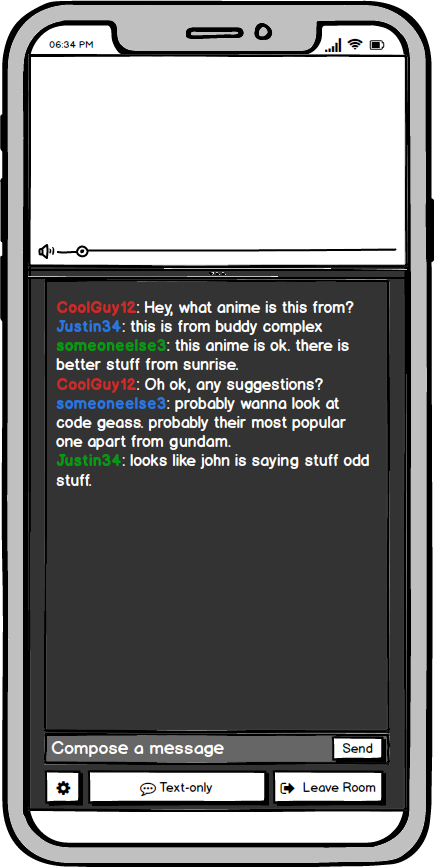 06:34 PM
CoolGuy12: Hey, what anime is this from?
Justin34: this is from buddy complex
someoneelse3: this anime is ok. there is
better stuff from sunrise.
CoolGuy12: Oh ok, any suggestions?
someoneelse3: probably wanna look at
code geass. probably their most popular
one apart from gundam.
Justin34: looks like john is saying stuff odd
stuff.
Compose a message
Send
Text-only
Leave Room